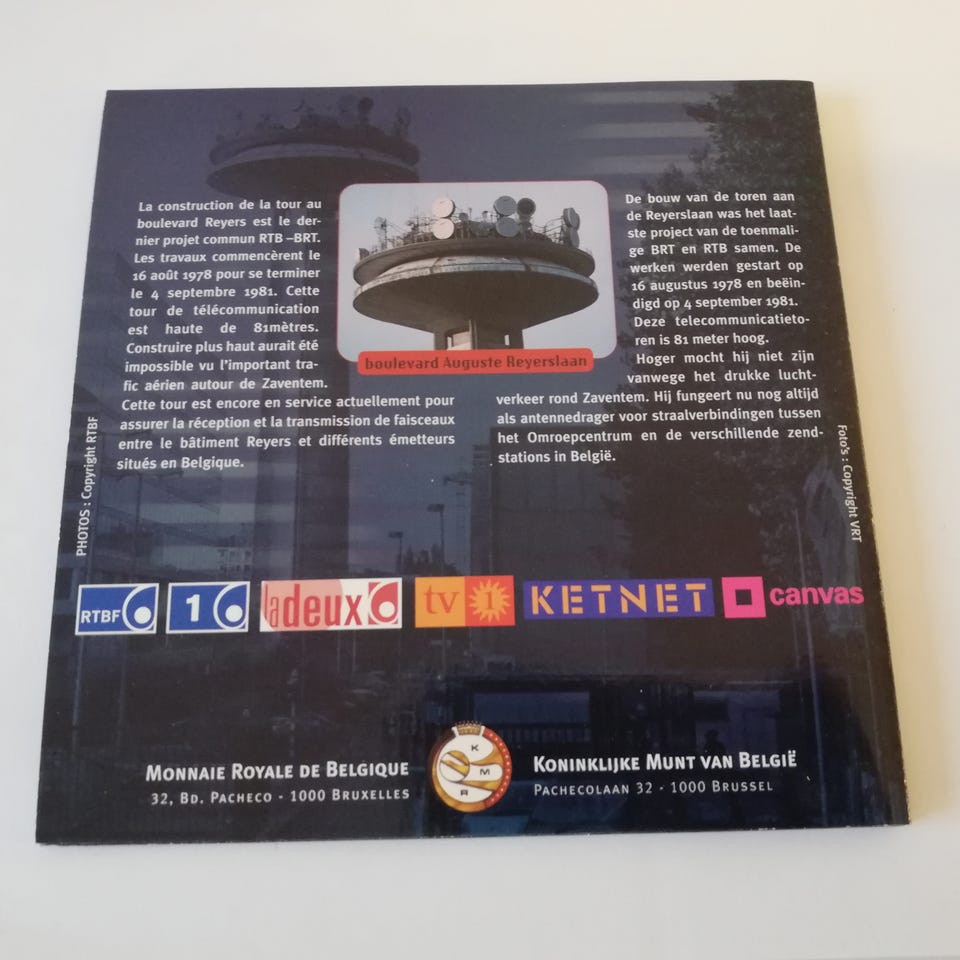 La construction de la tour au
boulevard Reyers est le der-
nier projet commun RTB –BRT.
Les travaux commencèrent le
16 août 1978 pour se terminer
le 4 septembre 1981. Cette
tour de télécommunication
est haute de 81mètres.
Construire plus haut aurait été
impossible vu l'important tra-
fic aérien autour de Zaventem.
Cette tour est encore en service actuellement pour
assurer la réception et la transmission de faisceaux
entre le bâtiment Reyers et différents émetteurs
situés en Belgique.
boulevard Auguste Reyerslaan
De bouw van de toren aan
de Reyerslaan was het laat-
ste project van de toenmali-
ge BRT en RTB samen. De
werken werden gestart op
16 augustus 1978 en beëin-
digd op 4 september 1981.
Deze telecommunicatieto-
ren is 81 meter hoog.
Hoger mocht hij niet zijn
vanwege het drukke lucht-
verkeer rond Zaventem. Hij fungeert nu nog altijd
als antennedrager voor straalverbindingen tussen
het Omroepcentrum en de verschillende zend-
stations in België.
PHOTOS : Copyright RTBF
Foto's : Copyright VRT
RTBF
1
la deux
tv1
KETNET
canvas
MONNAIE ROYALE DE BELGIQUE
32, BD. PACHECO - 1000 BRUXELLES
K
M
R
KONINKLIJKE MUNT VAN BELGIË
PACHECOLAAN 32 - 1000 BRUSSEL